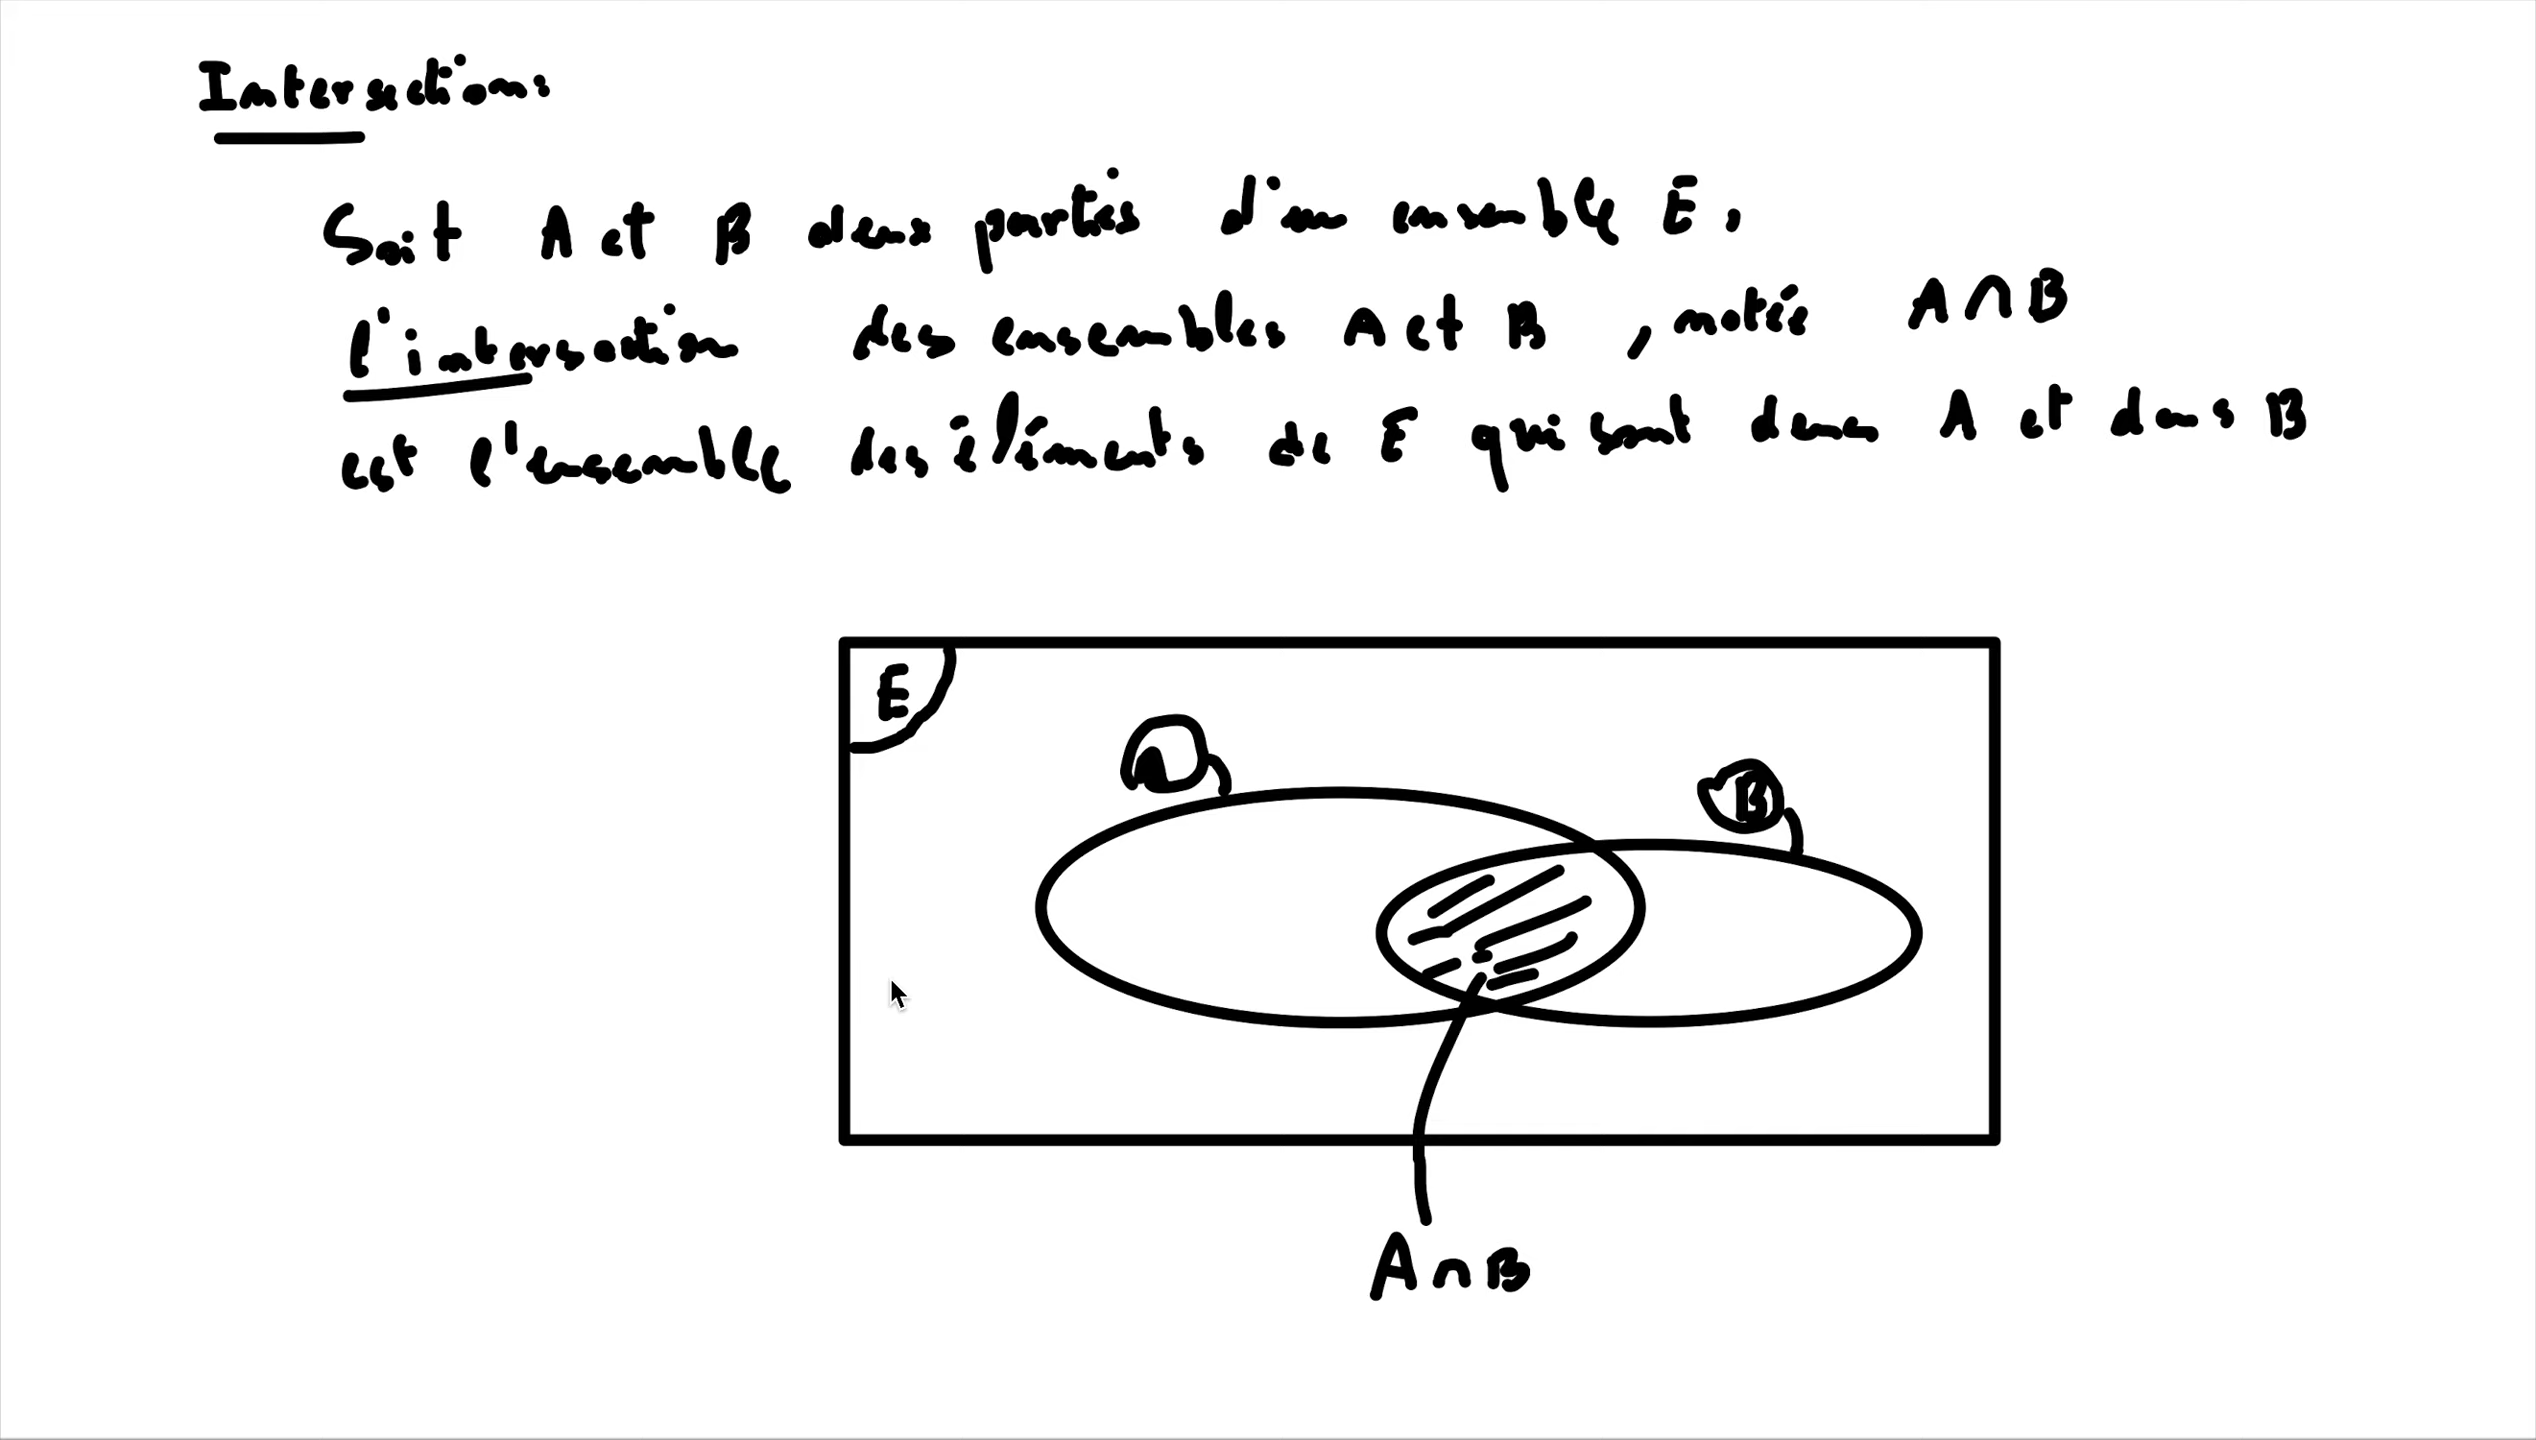 Intersection:
Soit A et B deux parties d'un ensemble E,
l'intersection des ensembles A et B, notée A∩B
est l'ensemble des éléments de E qui sont dans A et dans B
E
A
B
A∩B